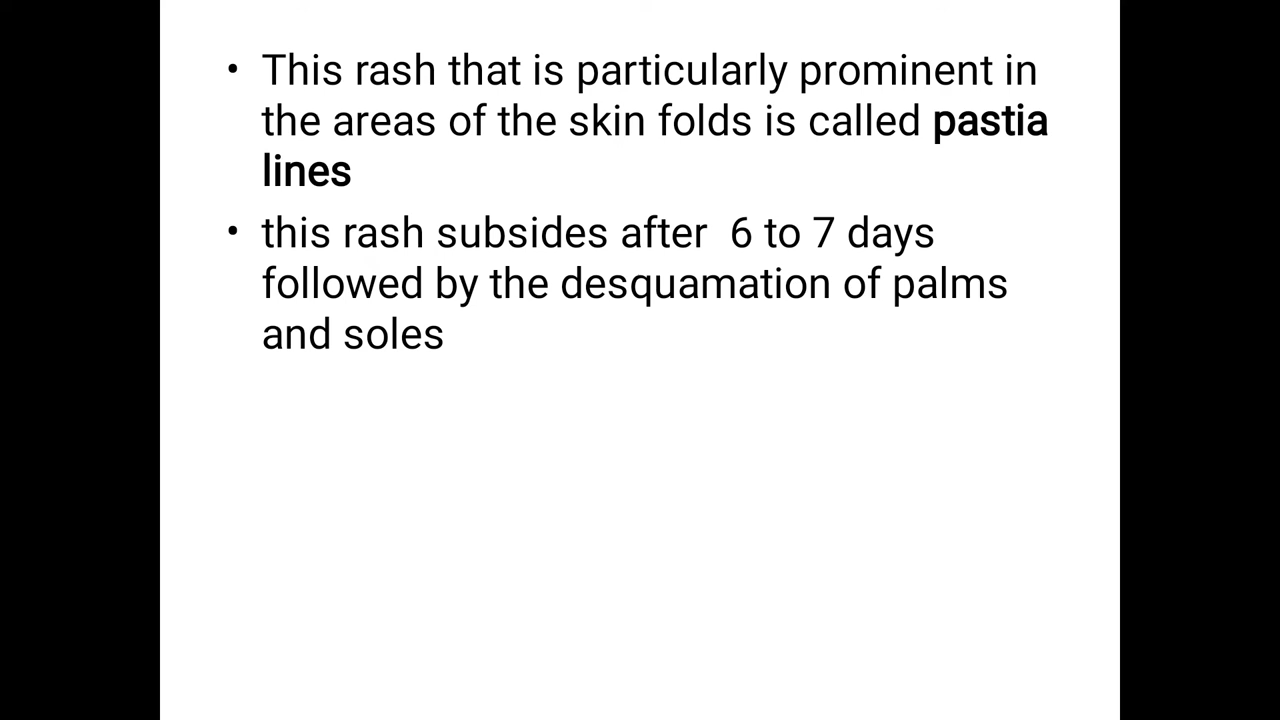 • This rash that is particularly prominent in
the areas of the skin folds is called pastia
lines
• this rash subsides after  6 to 7 days
followed by the desquamation of palms
and soles